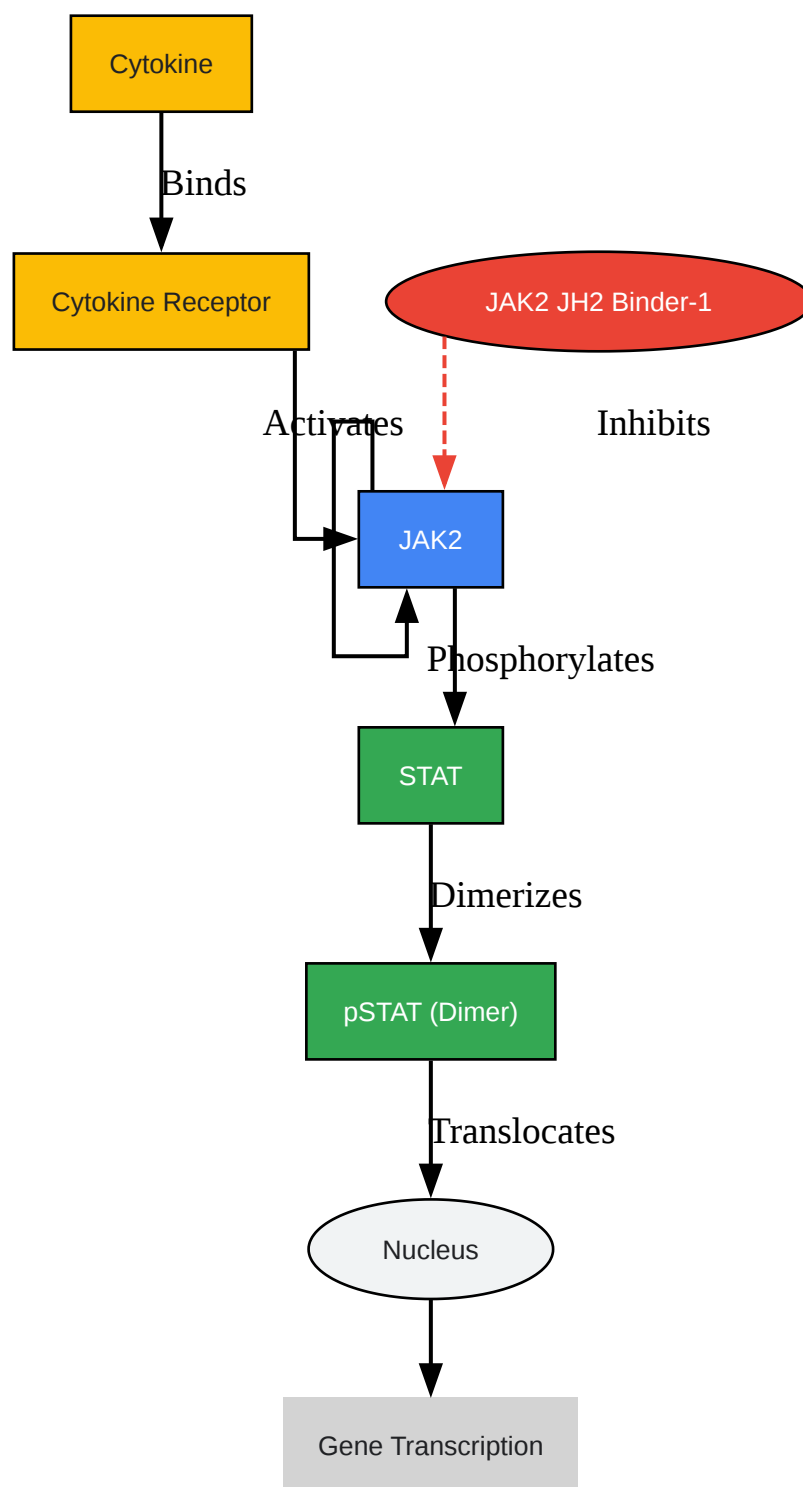 Cytokine
Binds
Cytokine Receptor
JAK2 JH2 Binder-1
Activates
Inhibits
JAK2
Phosphorylates
STAT
Dimerizes
pSTAT (Dimer)
Translocates
Nucleus
Gene Transcription